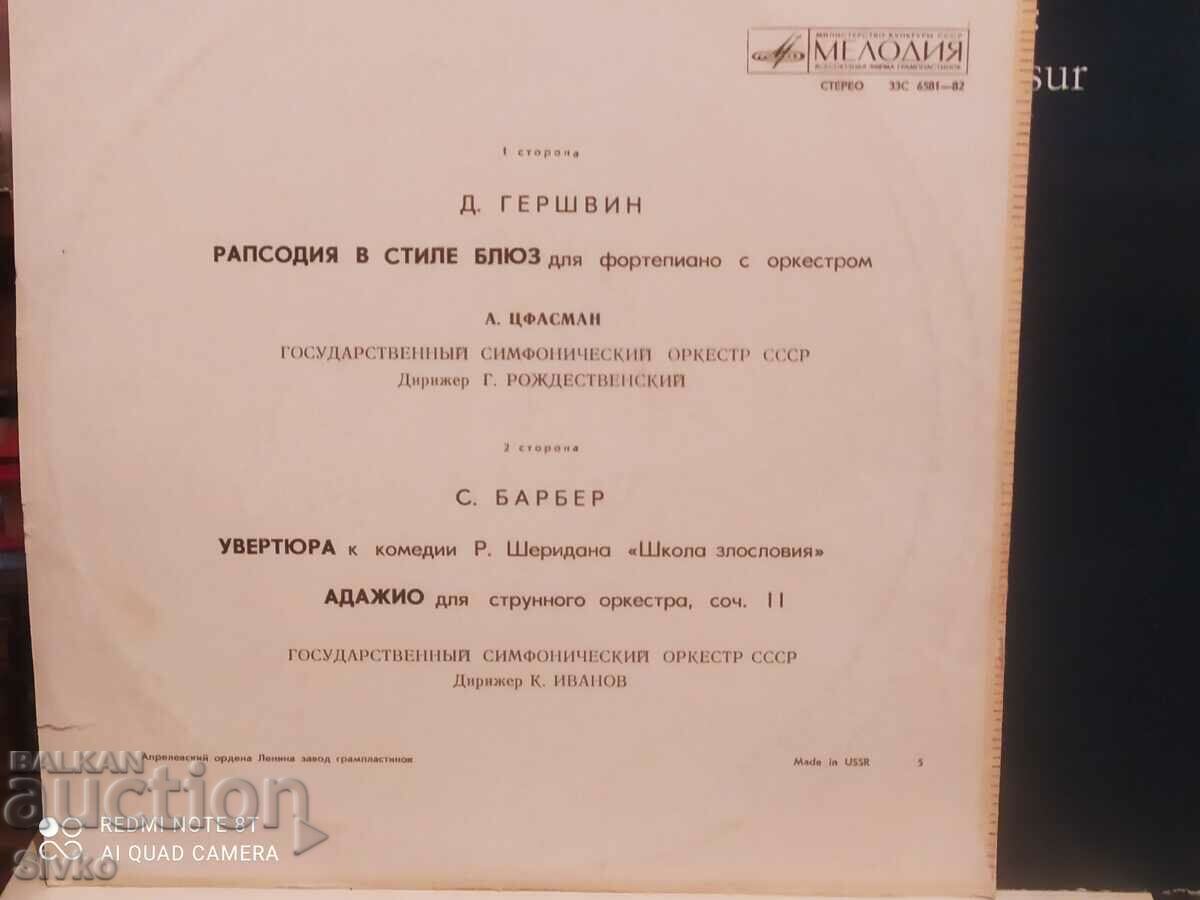 МИНИСТЕРСТВО КУЛЬТУРЫ СССР
МЕЛОДИЯ
ВСЕСОЮЗНАЯ ФИРМА ГРАМПЛАСТИНОК
СТЕРЕО 33С 6581—82
sur
1 сторона
Д. ГЕРШВИН
РАПСОДИЯ В СТИЛЕ БЛЮЗ для фортепиано с оркестром
А. ЦФАСМАН
ГОСУДАРСТВЕННЫЙ СИМФОНИЧЕСКИЙ ОРКЕСТР СССР
Дирижер Г. РОЖДЕСТВЕНСКИЙ
2 сторона
С. БАРБЕР
УВЕРТЮРА к комедии Р. Шеридана «Школа злословия»
АДАЖИО для струнного оркестра, соч. 11
ГОСУДАРСТВЕННЫЙ СИМФОНИЧЕСКИЙ ОРКЕСТР СССР
Дирижер К. ИВАНОВ
Апрелевский ордена Ленина завод грампластинок Made in USSR 5
BALKAN
auction
REDMI NOTE 8T
AI QUAD CAMERA
Sivko